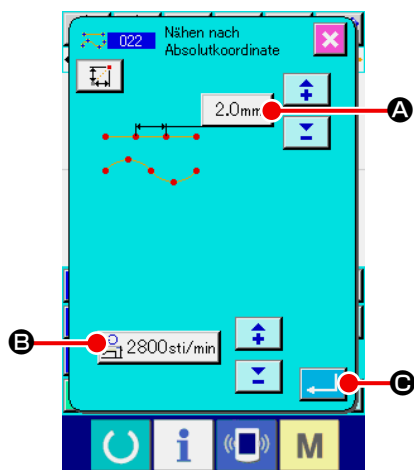 022 Nähen nach
Absolutkoordinate
2.0mm
A
B
2800sti/min
C
i
M